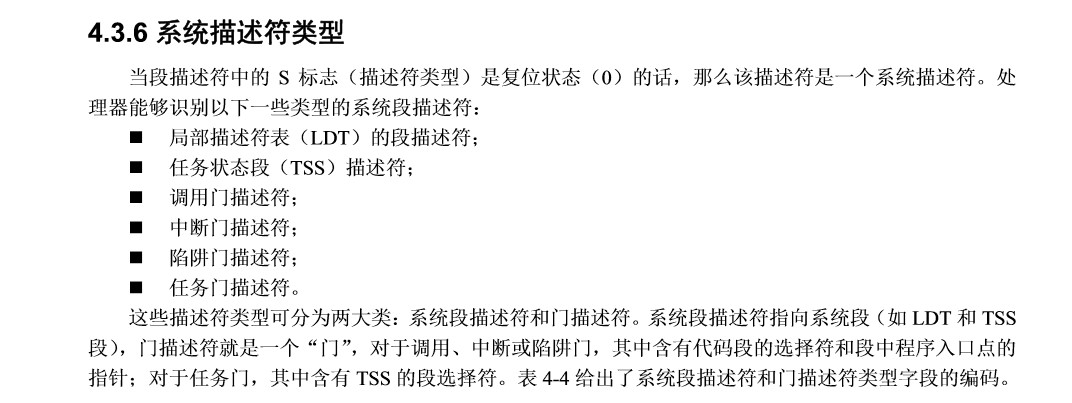 4.3.6 系统描述符类型
当段描述符中的 S 标志（描述符类型）是复位状态（0）的话，那么该描述符是一个系统描述符。处
理器能够识别以下一些类型的系统段描述符：
■ 局部描述符表（LDT）的段描述符；
■ 任务状态段（TSS）描述符；
■ 调用门描述符；
■ 中断门描述符；
■ 陷阱门描述符；
■ 任务门描述符。
这些描述符类型可分为两大类：系统段描述符和门描述符。系统段描述符指向系统段（如 LDT 和 TSS
段），门描述符就是一个“门”，对于调用、中断或陷阱门，其中含有代码段的选择符和段中程序入口点的
指针；对于任务门，其中含有 TSS 的段选择符。表 4-4 给出了系统段描述符和门描述符类型字段的编码。